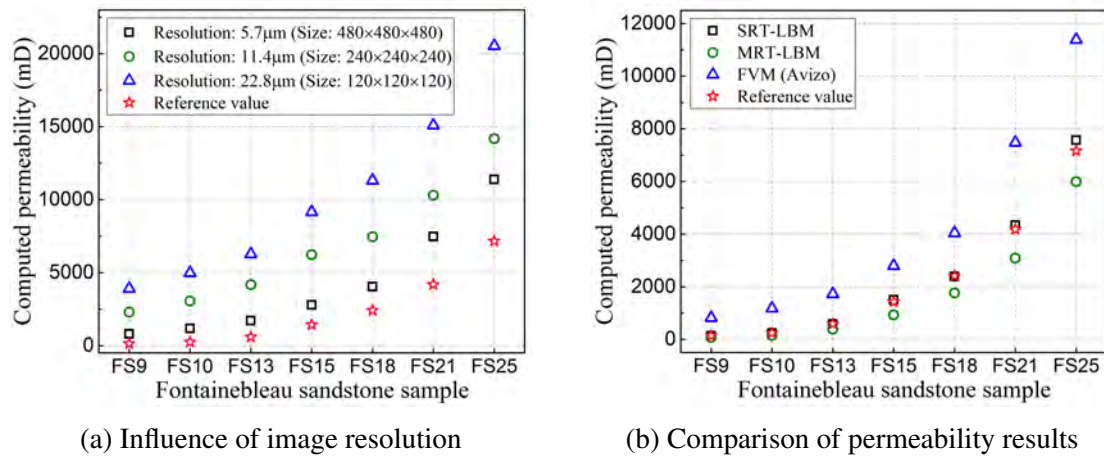 Computed permeability (mD)
20000
15000
10000
5000
0
Resolution: 5.7μm (Size: 480×480×480)
Resolution: 11.4μm (Size: 240×240×240)
Resolution: 22.8μm (Size: 120×120×120)
Reference value
FS9 FS10 FS13 FS15 FS18 FS21 FS25
Fontainebleau sandstone sample
(a) Influence of image resolution
Computed permeability (mD)
12000
10000
8000
6000
4000
2000
0
SRT-LBM
MRT-LBM
FVM (Avizo)
Reference value
FS9 FS10 FS13 FS15 FS18 FS21 FS25
Fontainebleau sandstone sample
(b) Comparison of permeability results